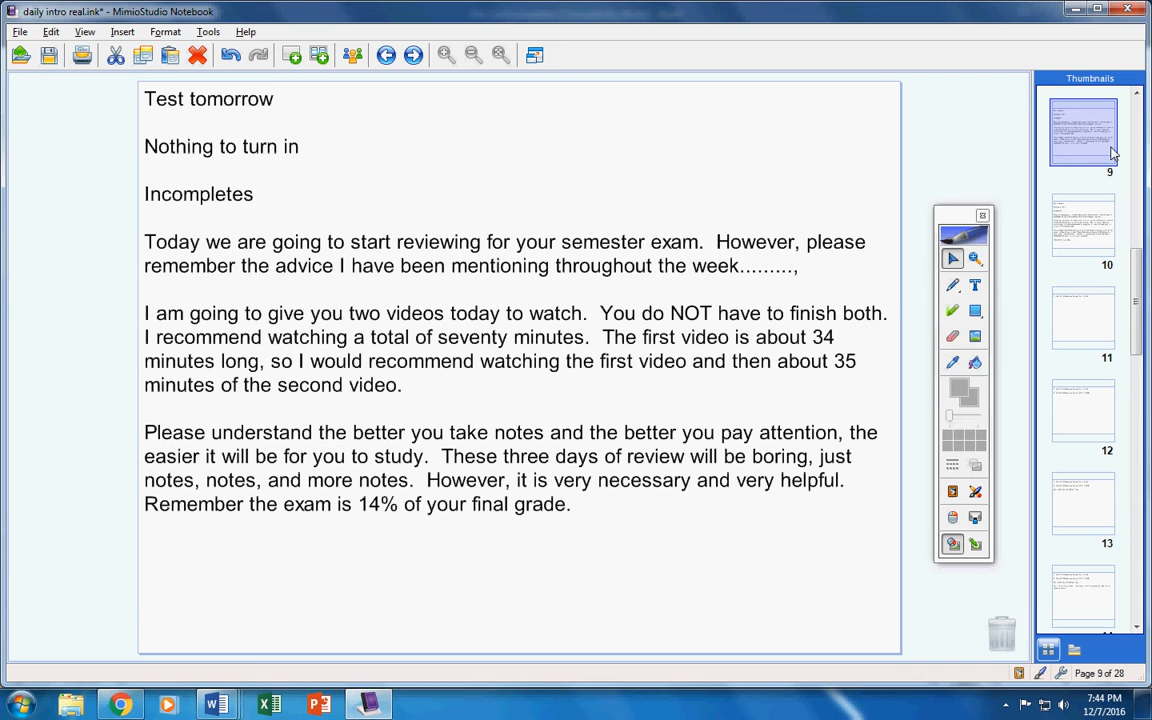 daily intro real.ink* - MimioStudio Notebook
File Edit View Insert Format Tools Help
Thumbnails
Test tomorrow
Nothing to turn in
Incompletes
Today we are going to start reviewing for your semester exam. However, please
remember the advice I have been mentioning throughout the week.........,
I am going to give you two videos today to watch. You do NOT have to finish both.
I recommend watching a total of seventy minutes. The first video is about 34
minutes long, so I would recommend watching the first video and then about 35
minutes of the second video.
Please understand the better you take notes and the better you pay attention, the
easier it will be for you to study. These three days of review will be boring, just
notes, notes, and more notes. However, it is very necessary and very helpful.
Remember the exam is 14% of your final grade.
9
10
11
12
13
Page 9 of 28
7:44 PM
12/7/2016